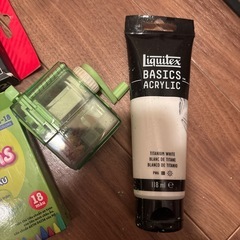 Liquitex
BASICS
ACRYLIC
TITANIUM WHITE
BLANC DE TITANE
BLANCO DE TITANIO
118 ml
18